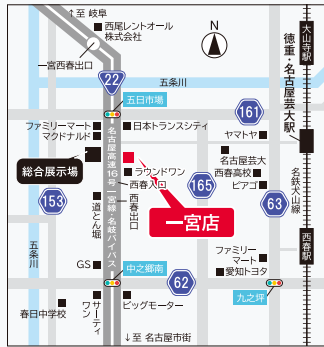 ↑至 岐阜
西尾レントオール
株式会社
N
一宮西春出口
犬山寺駅
徳重・名古屋芸大駅
22
五条川
五日市場
161
ファミリーマート
マクドナルド
日本トランスシティ
ヤマトヤ
総合展示場
ラウンドワン
西春入口
名古屋芸大
西春高校
ピアゴ
165
153
名古屋高速16号一宮線・名岐バイパス
道とん堀
西春出口
一宮店
63
名鉄犬山線
西春駅
五条川
GS
中之郷南
62
ファミリー
マート
愛知トヨタ
九之坪
春日中学校
サーティ
ワン
ビッグモーター
↓至 名古屋市街